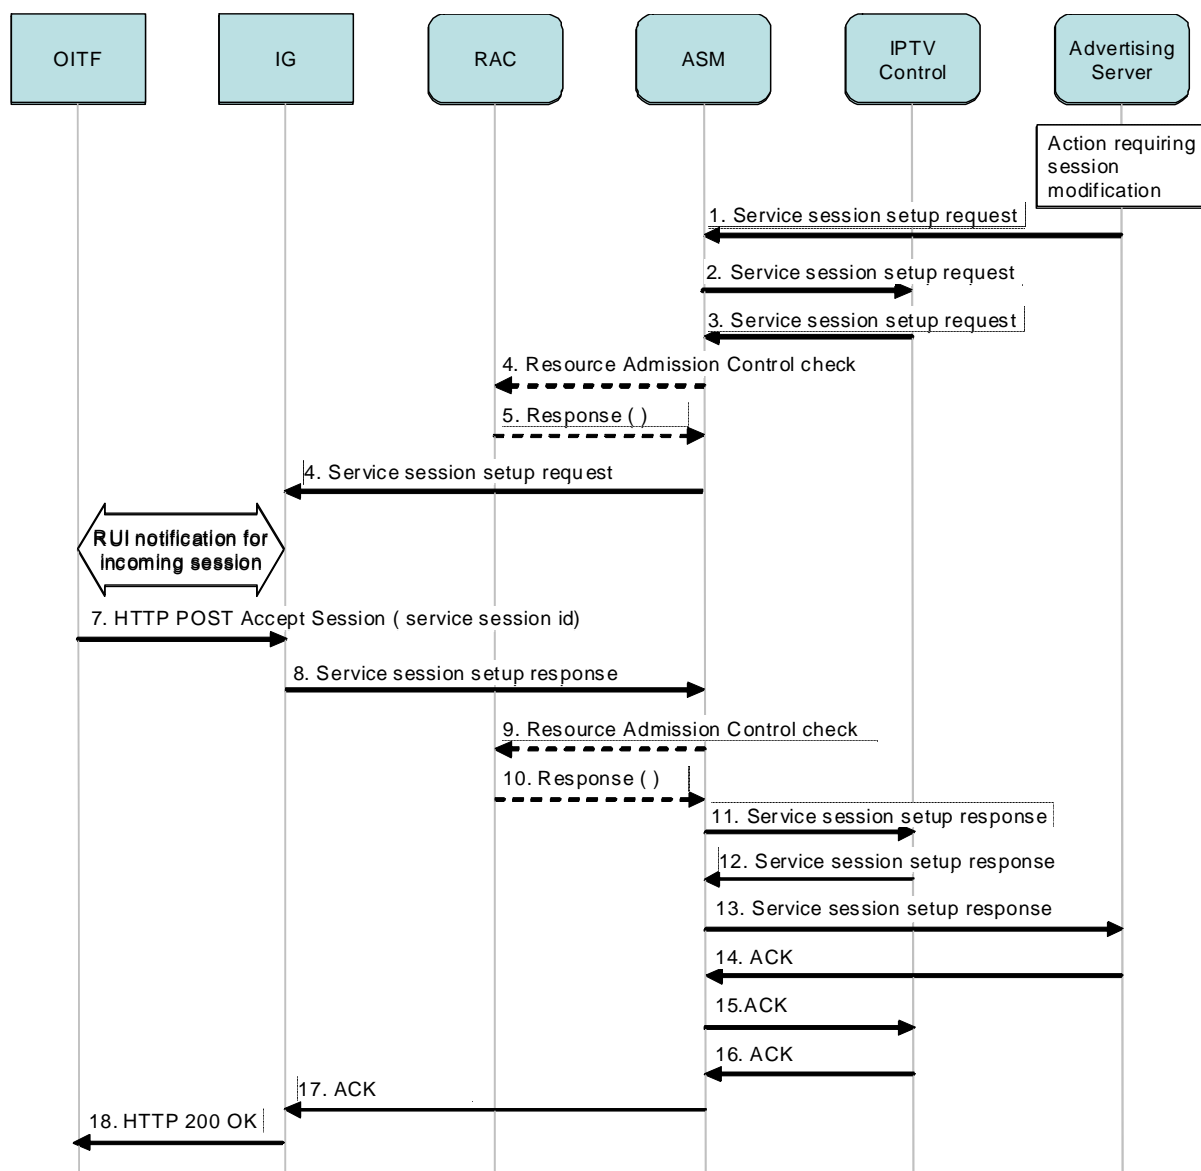 OITF
IG
RAC
ASM
IPTV
Control
Advertising
Server
Action requiring
session
modification
1. Service session setup request
2. Service session setup request
3. Service session setup request
4. Resource Admission Control check
5. Response ( )
4. Service session setup request
RUI notification for
incoming session
7. HTTP POST Accept Session ( service session id)
8. Service session setup response
9. Resource Admission Control check
10. Response ( )
11. Service session setup response
12. Service session setup response
13. Service session setup response
14. ACK
15.ACK
16. ACK
17. ACK
18. HTTP 200 OK